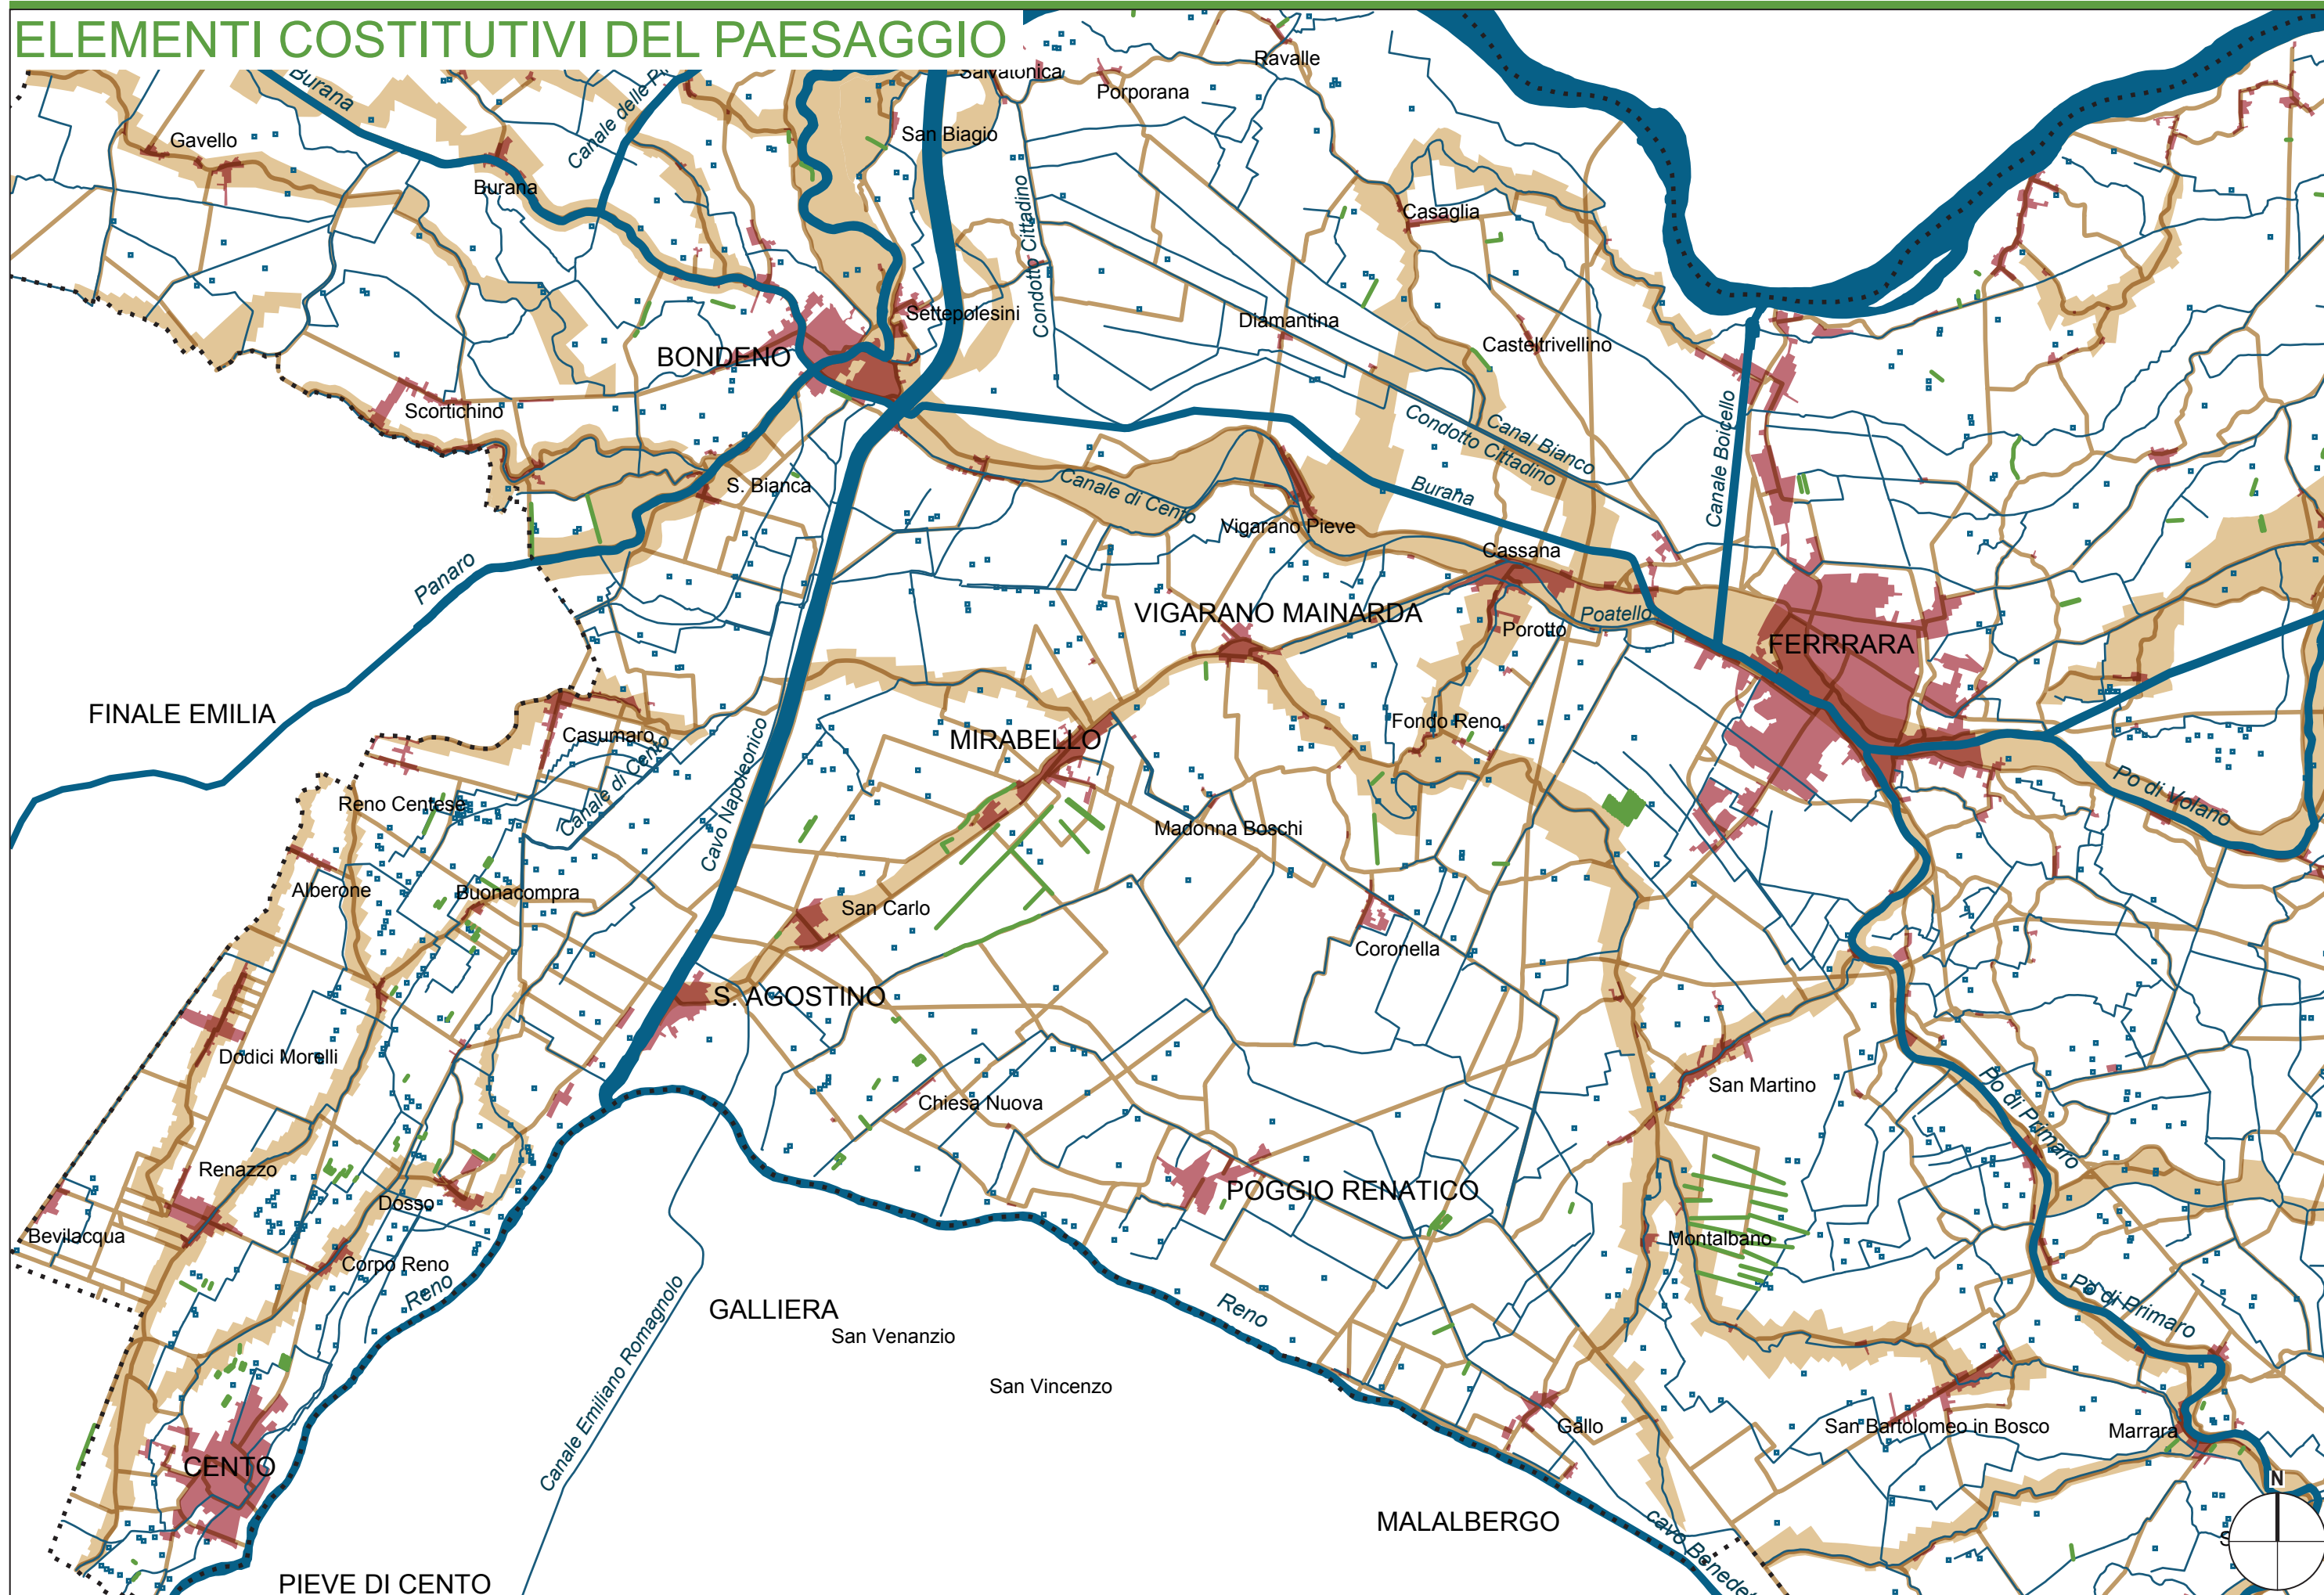 ELEMENTI COSTITUTIVI DEL PAESAGGIO
Ravalle
Salvatonica
Porporana
Burana
Canale delle
San Biagio
Gavello
Burana
Casaglia
Condotto Cittadino
Settepolesini
Diamantina
Casteltrivellino
BONDENO
Scortichino
Canale Boicello
Canal Bianco
Condotto Cittadino
S. Bianca
Canale di Cento
Burana
Vigarano Pieve
Cassana
Panaro
VIGARANO MAINARDA
Poatello
Porotto
FERRRARA
FINALE EMILIA
Casumaro
MIRABELLO
Fondo Reno
Canale di Cento
Cavo Napoleonico
Po di Volano
Reno Centese
Madonna Boschi
Alberone
Buonacompra
San Carlo
Coronella
S. AGOSTINO
Dodici Morelli
San Martino
Chiesa Nuova
Po di Primaro
Renazzo
POGGIO RENATICO
Dosso
Bevilacqua
Montalbano
Corpo Reno
Reno
GALLIERA
Reno
Po di Primaro
San Venanzio
Canale Emiliano Romagnolo
San Vincenzo
Gallo
San Bartolomeo in Bosco
Marrara
CENTO
N
MALALBERGO
cavo Benedet
S
PIEVE DI CENTO